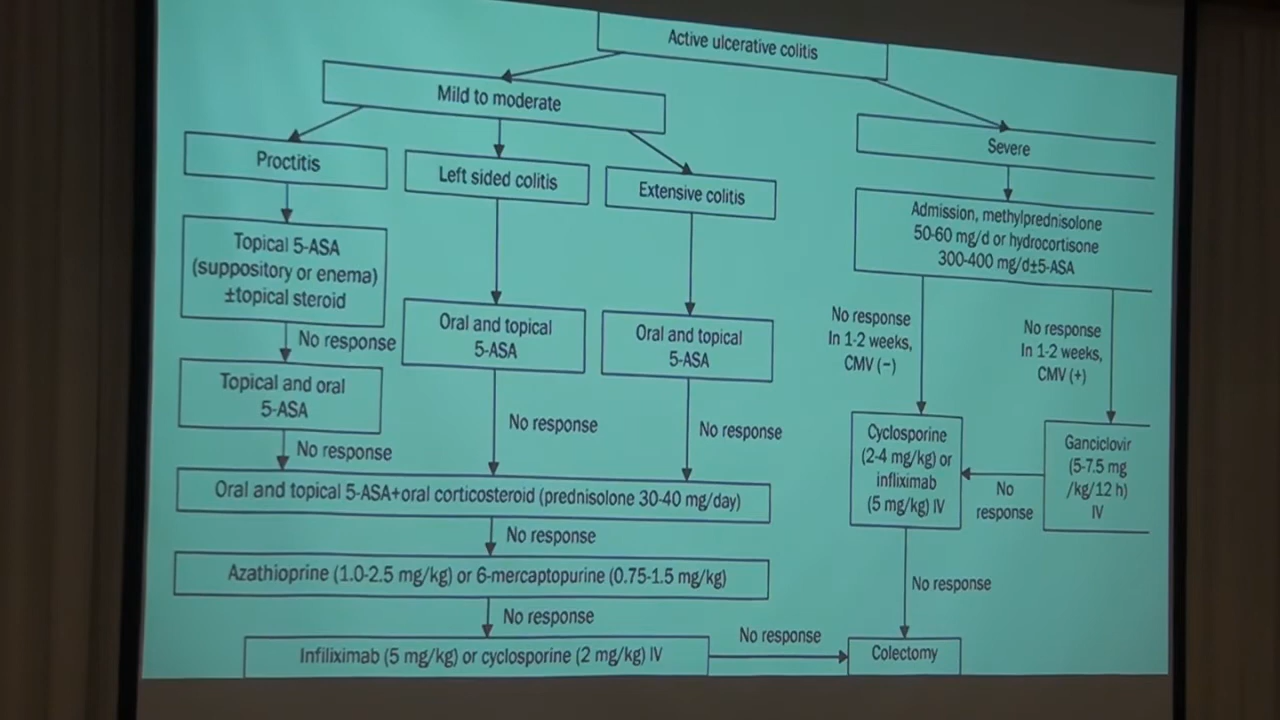 Active ulcerative colitis
Mild to moderate
Severe
Proctitis
Left sided colitis
Extensive colitis
Admission, methylprednisolone
50-60 mg/d or hydrocortisone
300-400 mg/d±5-ASA
Topical 5-ASA
(suppository or enema)
±topical steroid
No response
Topical and oral
5-ASA
No response
Oral and topical
5-ASA
No response
Oral and topical
5-ASA
No response
Oral and topical 5-ASA+oral corticosteroid (prednisolone 30-40 mg/day)
No response
Azathioprine (1.0-2.5 mg/kg) or 6-mercaptopurine (0.75-1.5 mg/kg)
No response
Infiliximab (5 mg/kg) or cyclosporine (2 mg/kg) IV
No response
No response
In 1-2 weeks,
CMV (−)
No response
In 1-2 weeks,
CMV (+)
Cyclosporine
(2-4 mg/kg) or
infliximab
(5 mg/kg) IV
No
response
Ganciclovir
(5-7.5 mg
/kg/12 h)
IV
No response
Colectomy